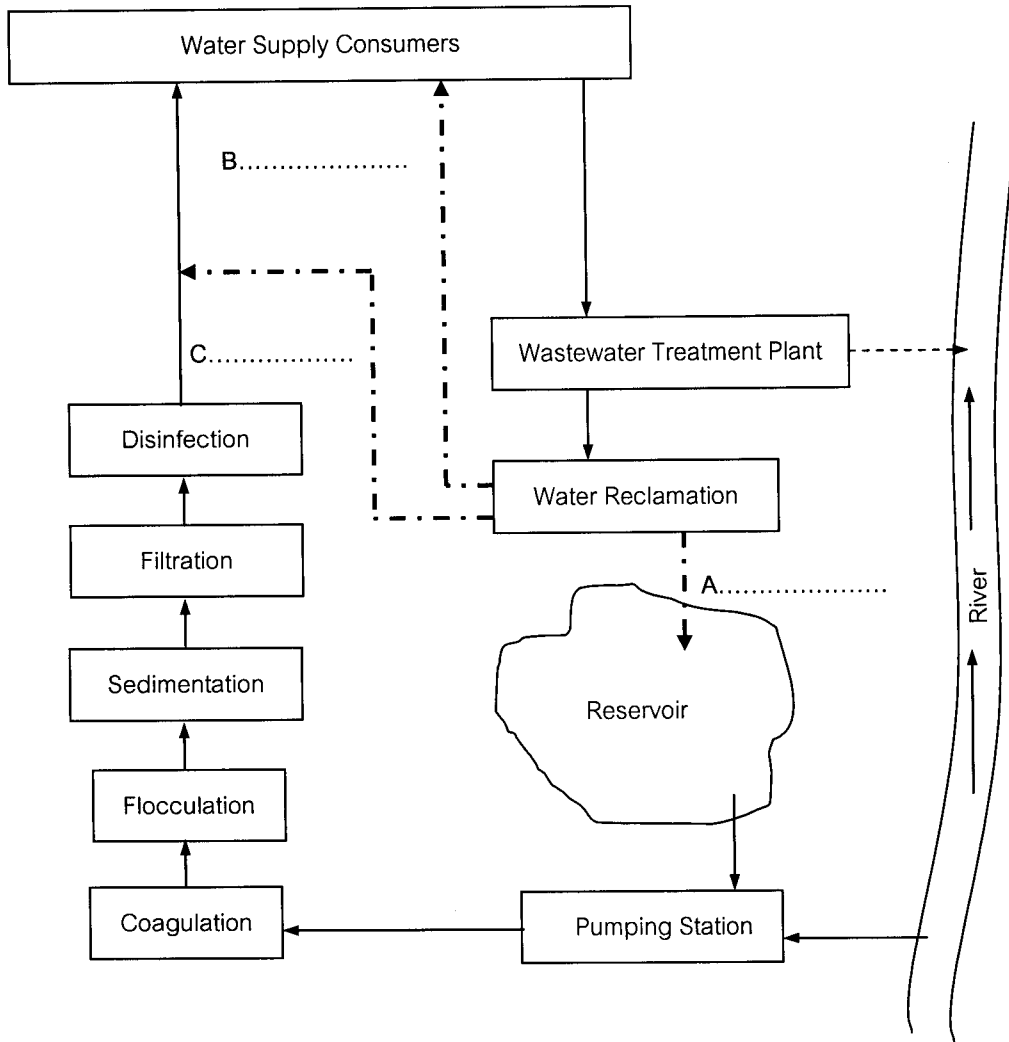 Water Supply Consumers
B..................
C...............
Wastewater Treatment Plant
Disinfection
Water Reclamation
Filtration
A.....................
River
Sedimentation
Reservoir
Flocculation
Coagulation
Pumping Station